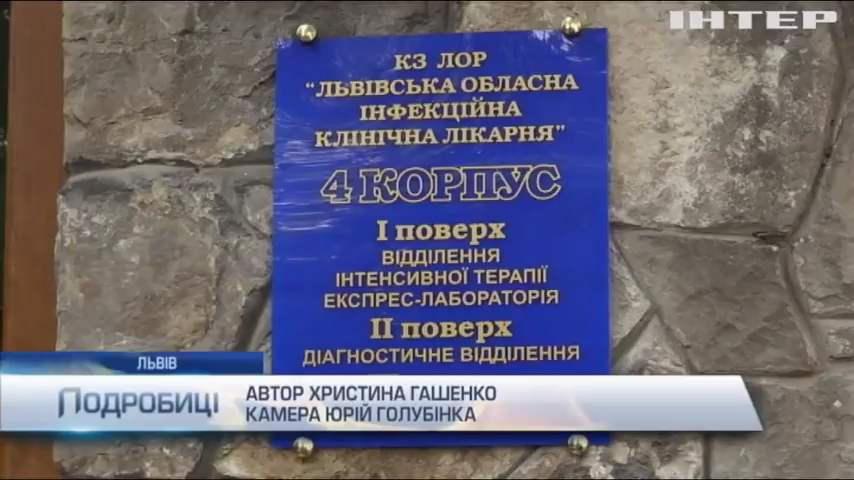 ІНТЕР
КЗ ЛОР
"ЛЬВІВСЬКА ОБЛАСНА
ІНФЕКЦІЙНА
КЛІНІЧНА ЛІКАРНЯ"
4 КОРПУС
І поверх
ВІДДІЛЕННЯ
ІНТЕНСИВНОЇ ТЕРАПІЇ
ЕКСПРЕС-ЛАБОРАТОРІЯ
ІІ поверх
ДІАГНОСТИЧНЕ ВІДДІЛЕННЯ
ЛЬВІВ
ПОДРОБИЦІ
АВТОР ХРИСТИНА ГАШЕНКО
КАМЕРА ЮРІЙ ГОЛУБІНКА